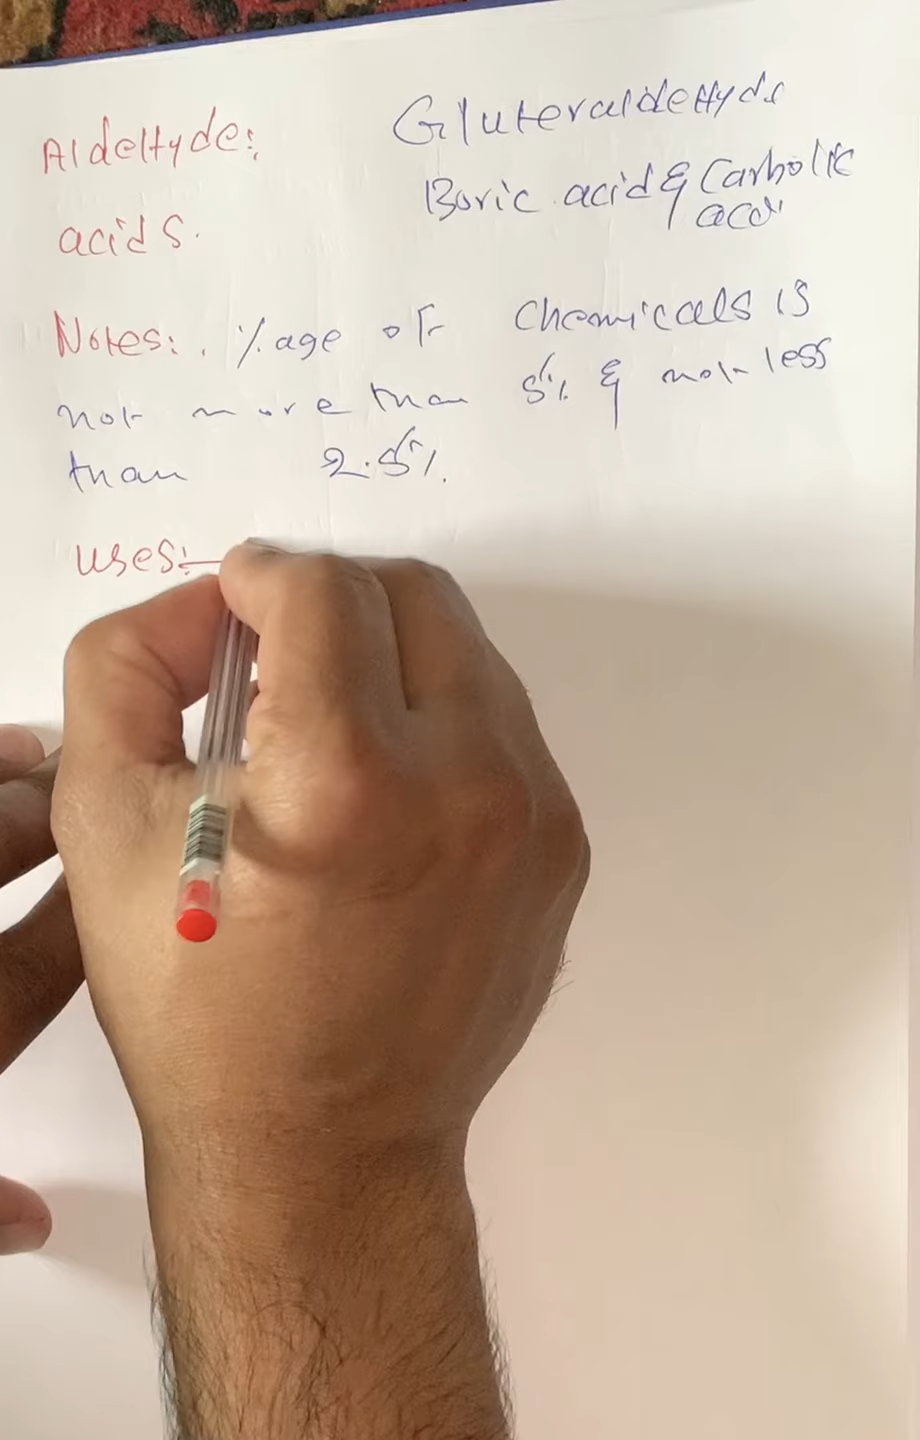 Aldehyde: Gluteraldehyde
acids. Boric acid & Carbolic
acid
Notes: %age of Chemicals is
not more than 5% & not less
than 2.5%.
uses:-